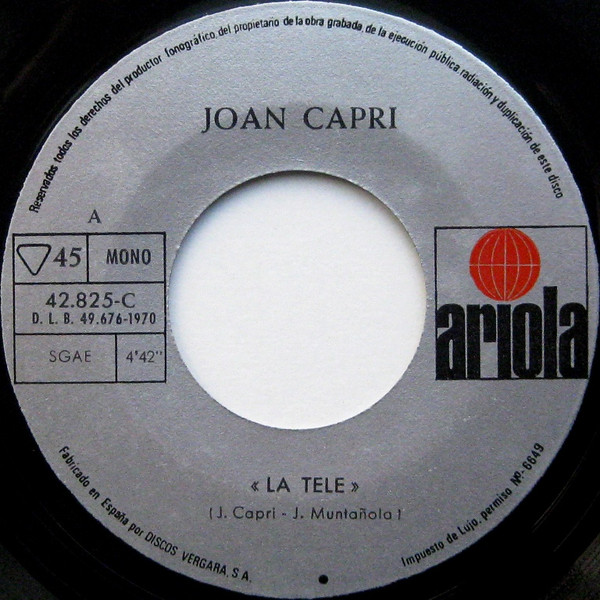 Reservados todos los derechos del productor fonográfico, del propietario de la obra grabada, de la ejecución pública radiación y duplicación de este disco
JOAN CAPRI
A
45 MONO
42.825-C
D. L. B. 49.676-1970
SGAE 4'42"
ariola
« LA TELE »
(J. Capri - J. Muntañola)
Fabricado en España por DISCOS VERGARA, S.A.
Impuesto de Lujo, permiso Nº.-6649